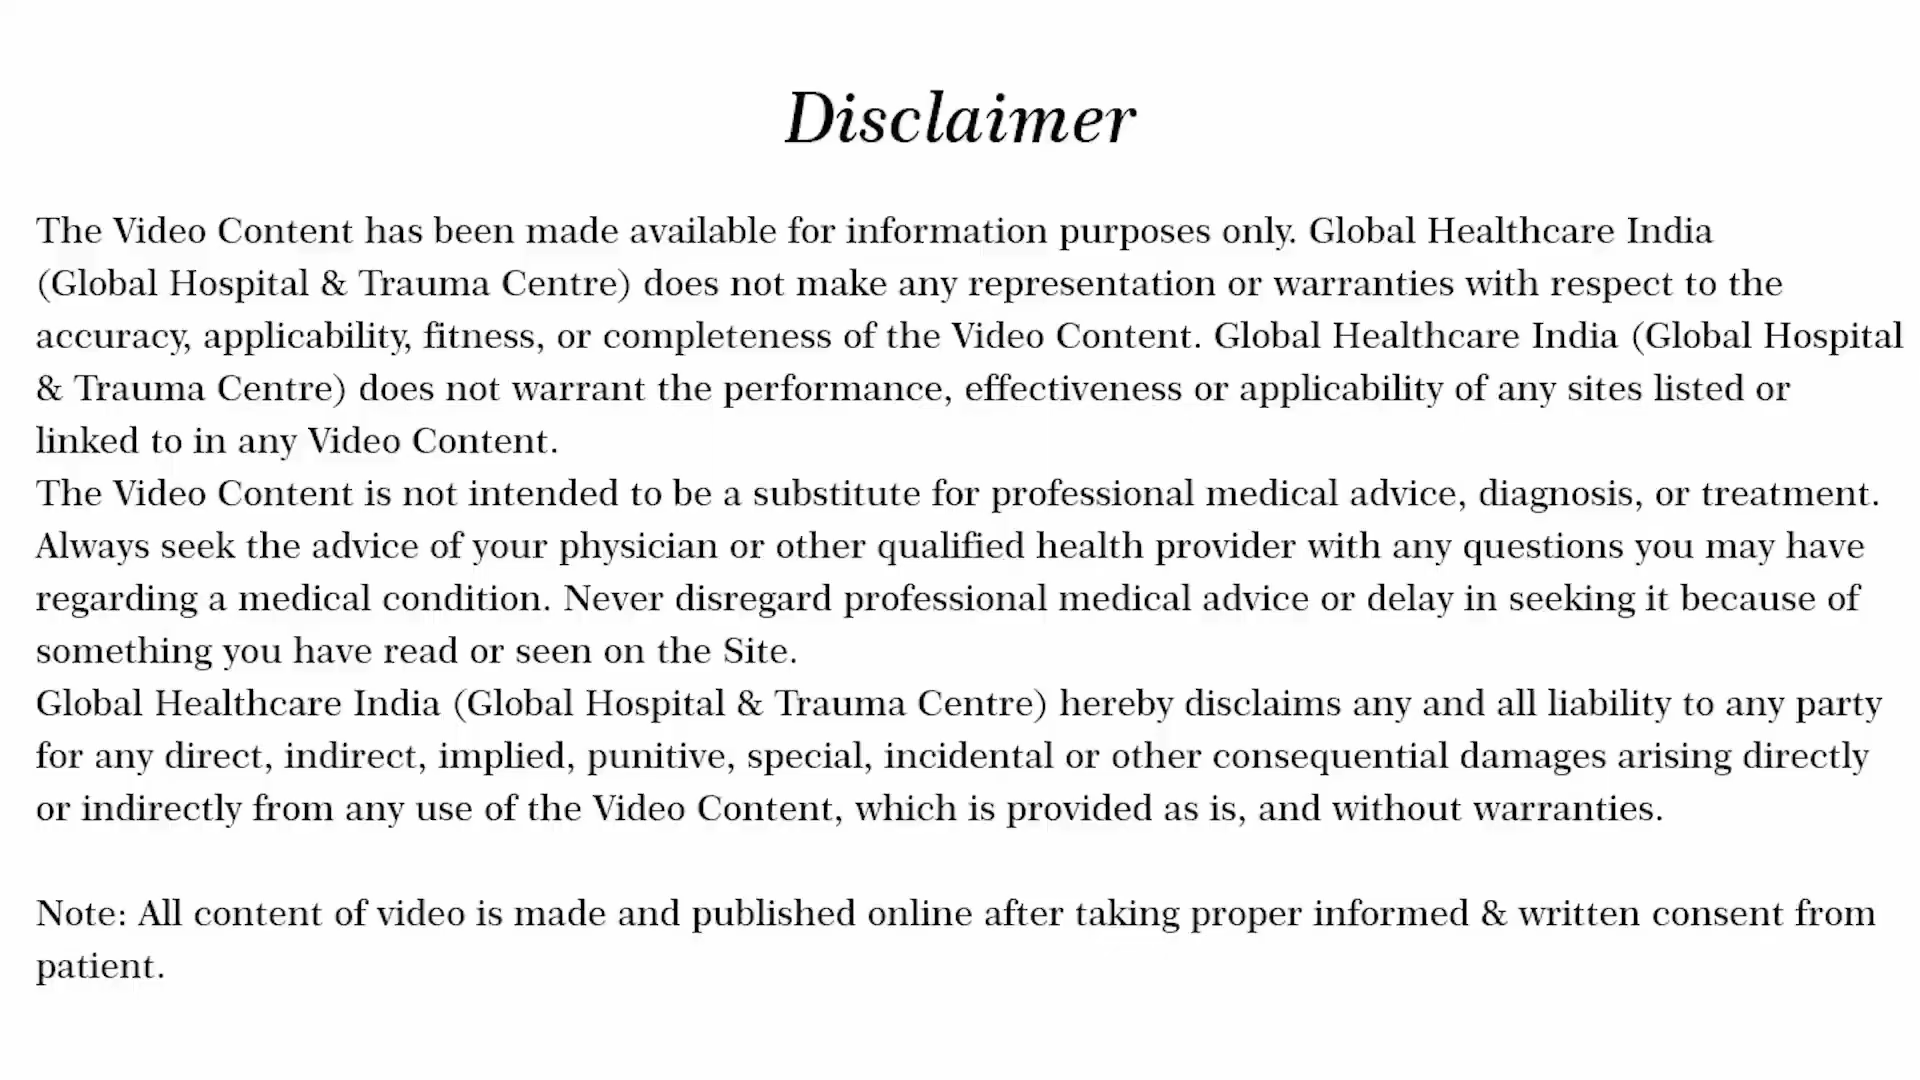 Disclaimer
The Video Content has been made available for information purposes only. Global Healthcare India
(Global Hospital & Trauma Centre) does not make any representation or warranties with respect to the
accuracy, applicability, fitness, or completeness of the Video Content. Global Healthcare India (Global Hospital
& Trauma Centre) does not warrant the performance, effectiveness or applicability of any sites listed or
linked to in any Video Content.
The Video Content is not intended to be a substitute for professional medical advice, diagnosis, or treatment.
Always seek the advice of your physician or other qualified health provider with any questions you may have
regarding a medical condition. Never disregard professional medical advice or delay in seeking it because of
something you have read or seen on the Site.
Global Healthcare India (Global Hospital & Trauma Centre) hereby disclaims any and all liability to any party
for any direct, indirect, implied, punitive, special, incidental or other consequential damages arising directly
or indirectly from any use of the Video Content, which is provided as is, and without warranties.
Note: All content of video is made and published online after taking proper informed & written consent from
patient.